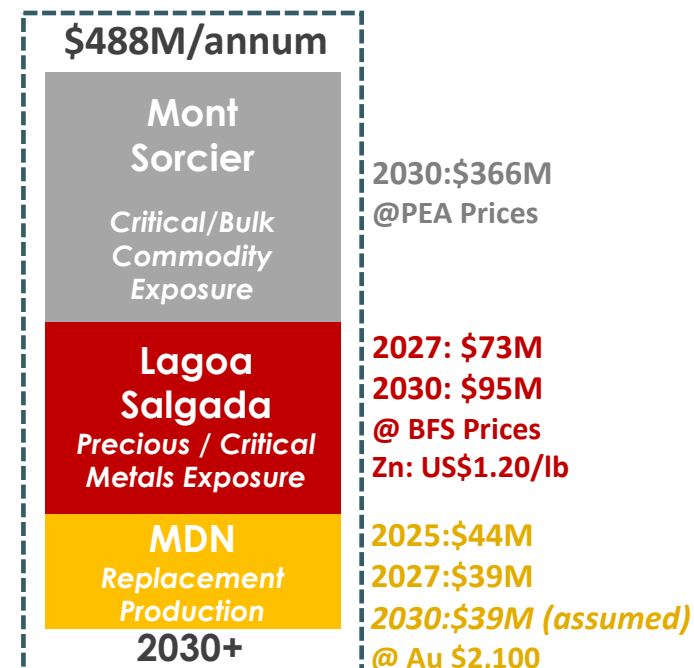 $488M/annum
Mont
Sorcier
Critical/Bulk
Commodity
Exposure
2030:$366M
@PEA Prices
Lagoa
Salgada
Precious / Critical
Metals Exposure
2027: $73M
2030: $95M
@ BFS Prices
Zn: US$1.20/lb
MDN
Replacement
Production
2030+
2025:$44M
2027:$39M
2030:$39M (assumed)
@ Au $2,100